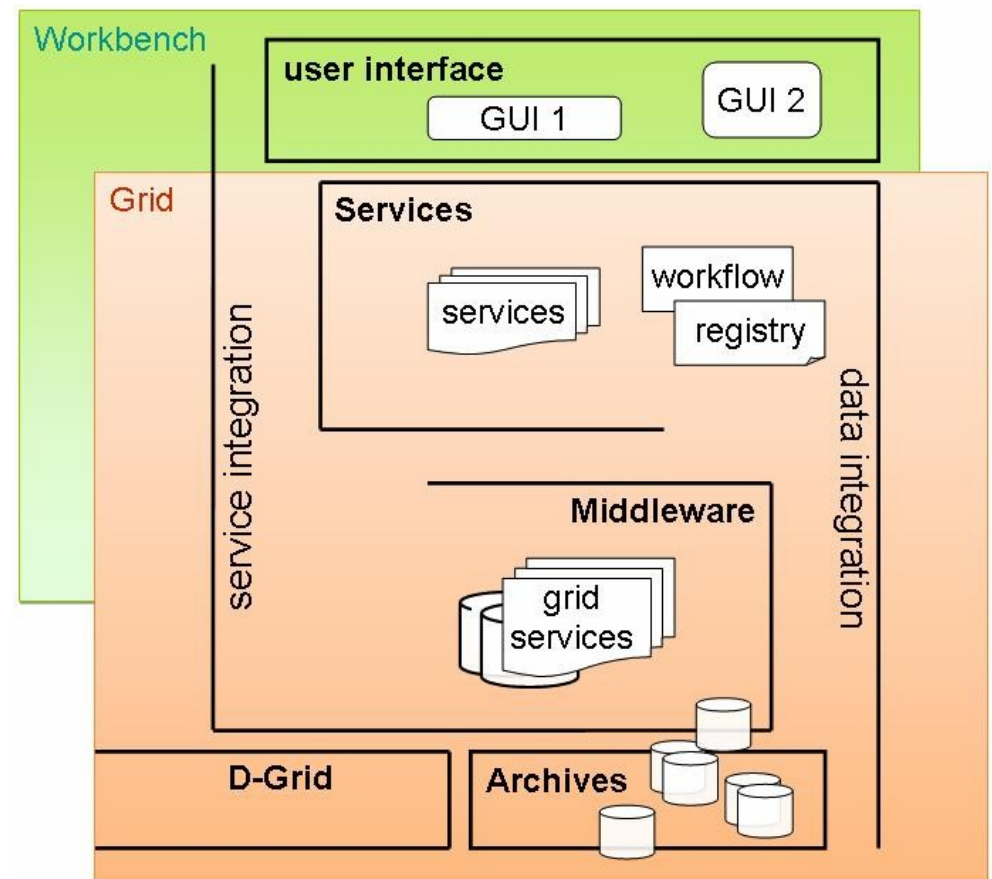 Workbench
user interface
GUI 1
GUI 2
Grid
Services
services
workflow
registry
service integration
data integration
Middleware
grid
services
D-Grid
Archives